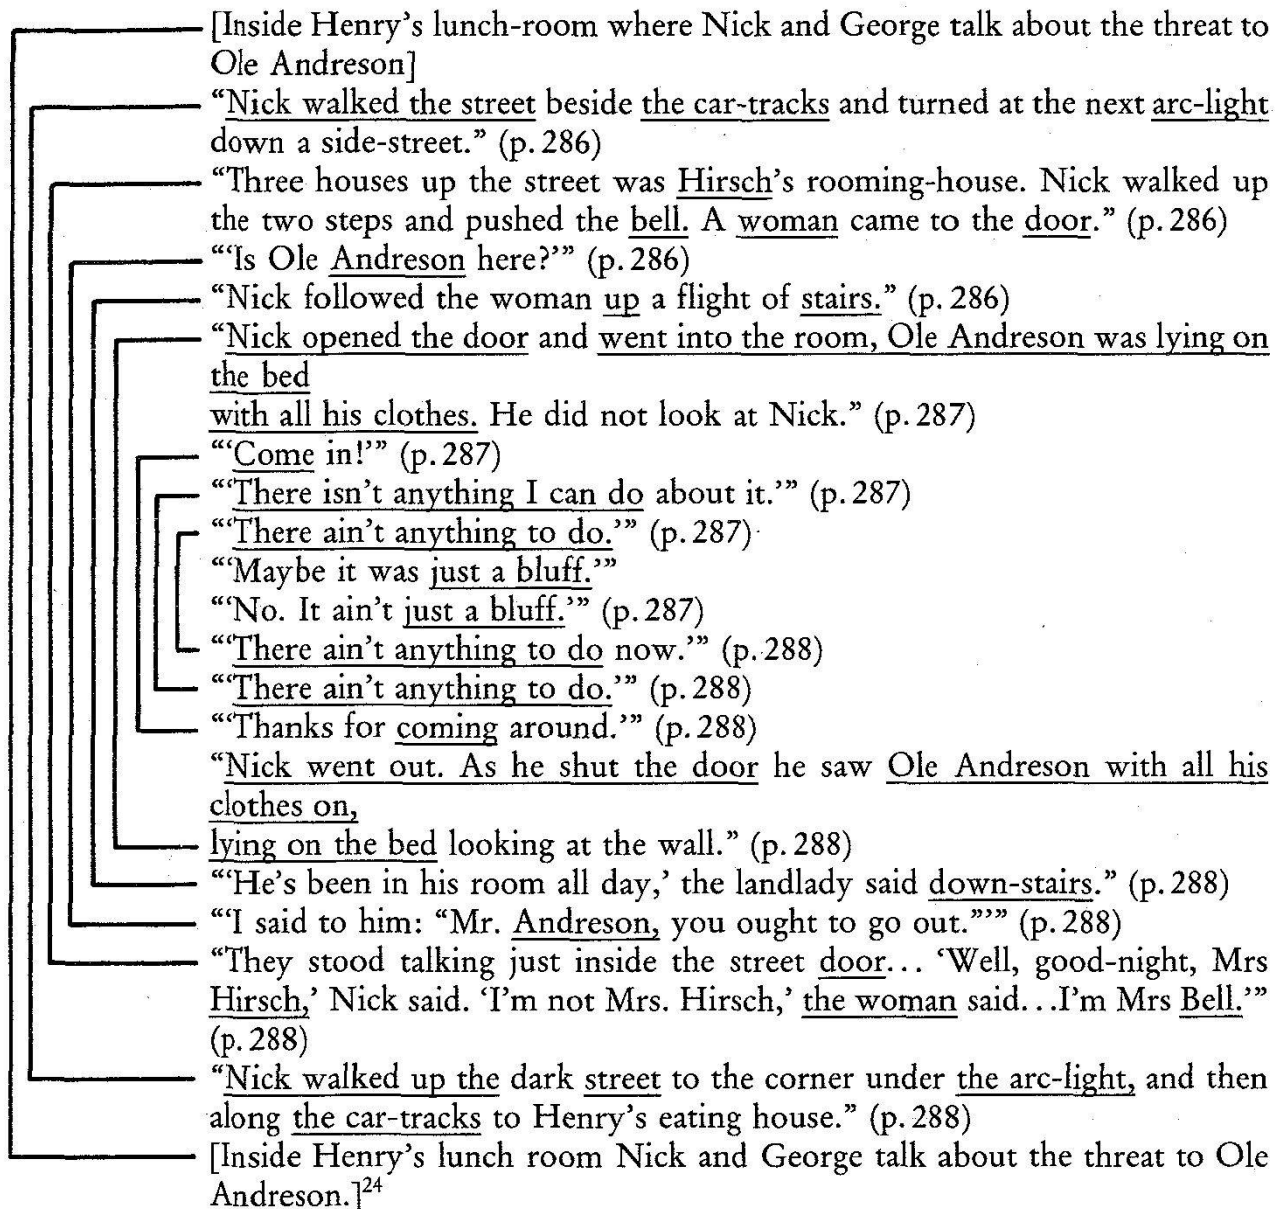 [Inside Henry's lunch-room where Nick and George talk about the threat to
Ole Andreson]
“Nick walked the street beside the car-tracks and turned at the next arc-light
down a side-street.” (p. 286)
“Three houses up the street was Hirsch's rooming-house. Nick walked up
the two steps and pushed the bell. A woman came to the door.” (p. 286)
“‘Is Ole Andreson here?’” (p. 286)
“Nick followed the woman up a flight of stairs.” (p. 286)
“Nick opened the door and went into the room, Ole Andreson was lying on
the bed
with all his clothes. He did not look at Nick.” (p. 287)
“‘Come in!’” (p. 287)
“‘There isn't anything I can do about it.’” (p. 287)
“‘There ain't anything to do.’” (p. 287)
“‘Maybe it was just a bluff.’”
“‘No. It ain't just a bluff.’” (p. 287)
“‘There ain't anything to do now.’” (p. 288)
“‘There ain't anything to do.’” (p. 288)
“‘Thanks for coming around.’” (p. 288)
“Nick went out. As he shut the door he saw Ole Andreson with all his
clothes on,
lying on the bed looking at the wall.” (p. 288)
“‘He's been in his room all day,’ the landlady said down-stairs.” (p. 288)
“‘I said to him: “Mr. Andreson, you ought to go out.”’” (p. 288)
“They stood talking just inside the street door... ‘Well, good-night, Mrs
Hirsch,’ Nick said. ‘I'm not Mrs. Hirsch,’ the woman said...I'm Mrs Bell.’”
(p. 288)
“Nick walked up the dark street to the corner under the arc-light, and then
along the car-tracks to Henry's eating house.” (p. 288)
[Inside Henry's lunch room Nick and George talk about the threat to Ole
Andreson.]24